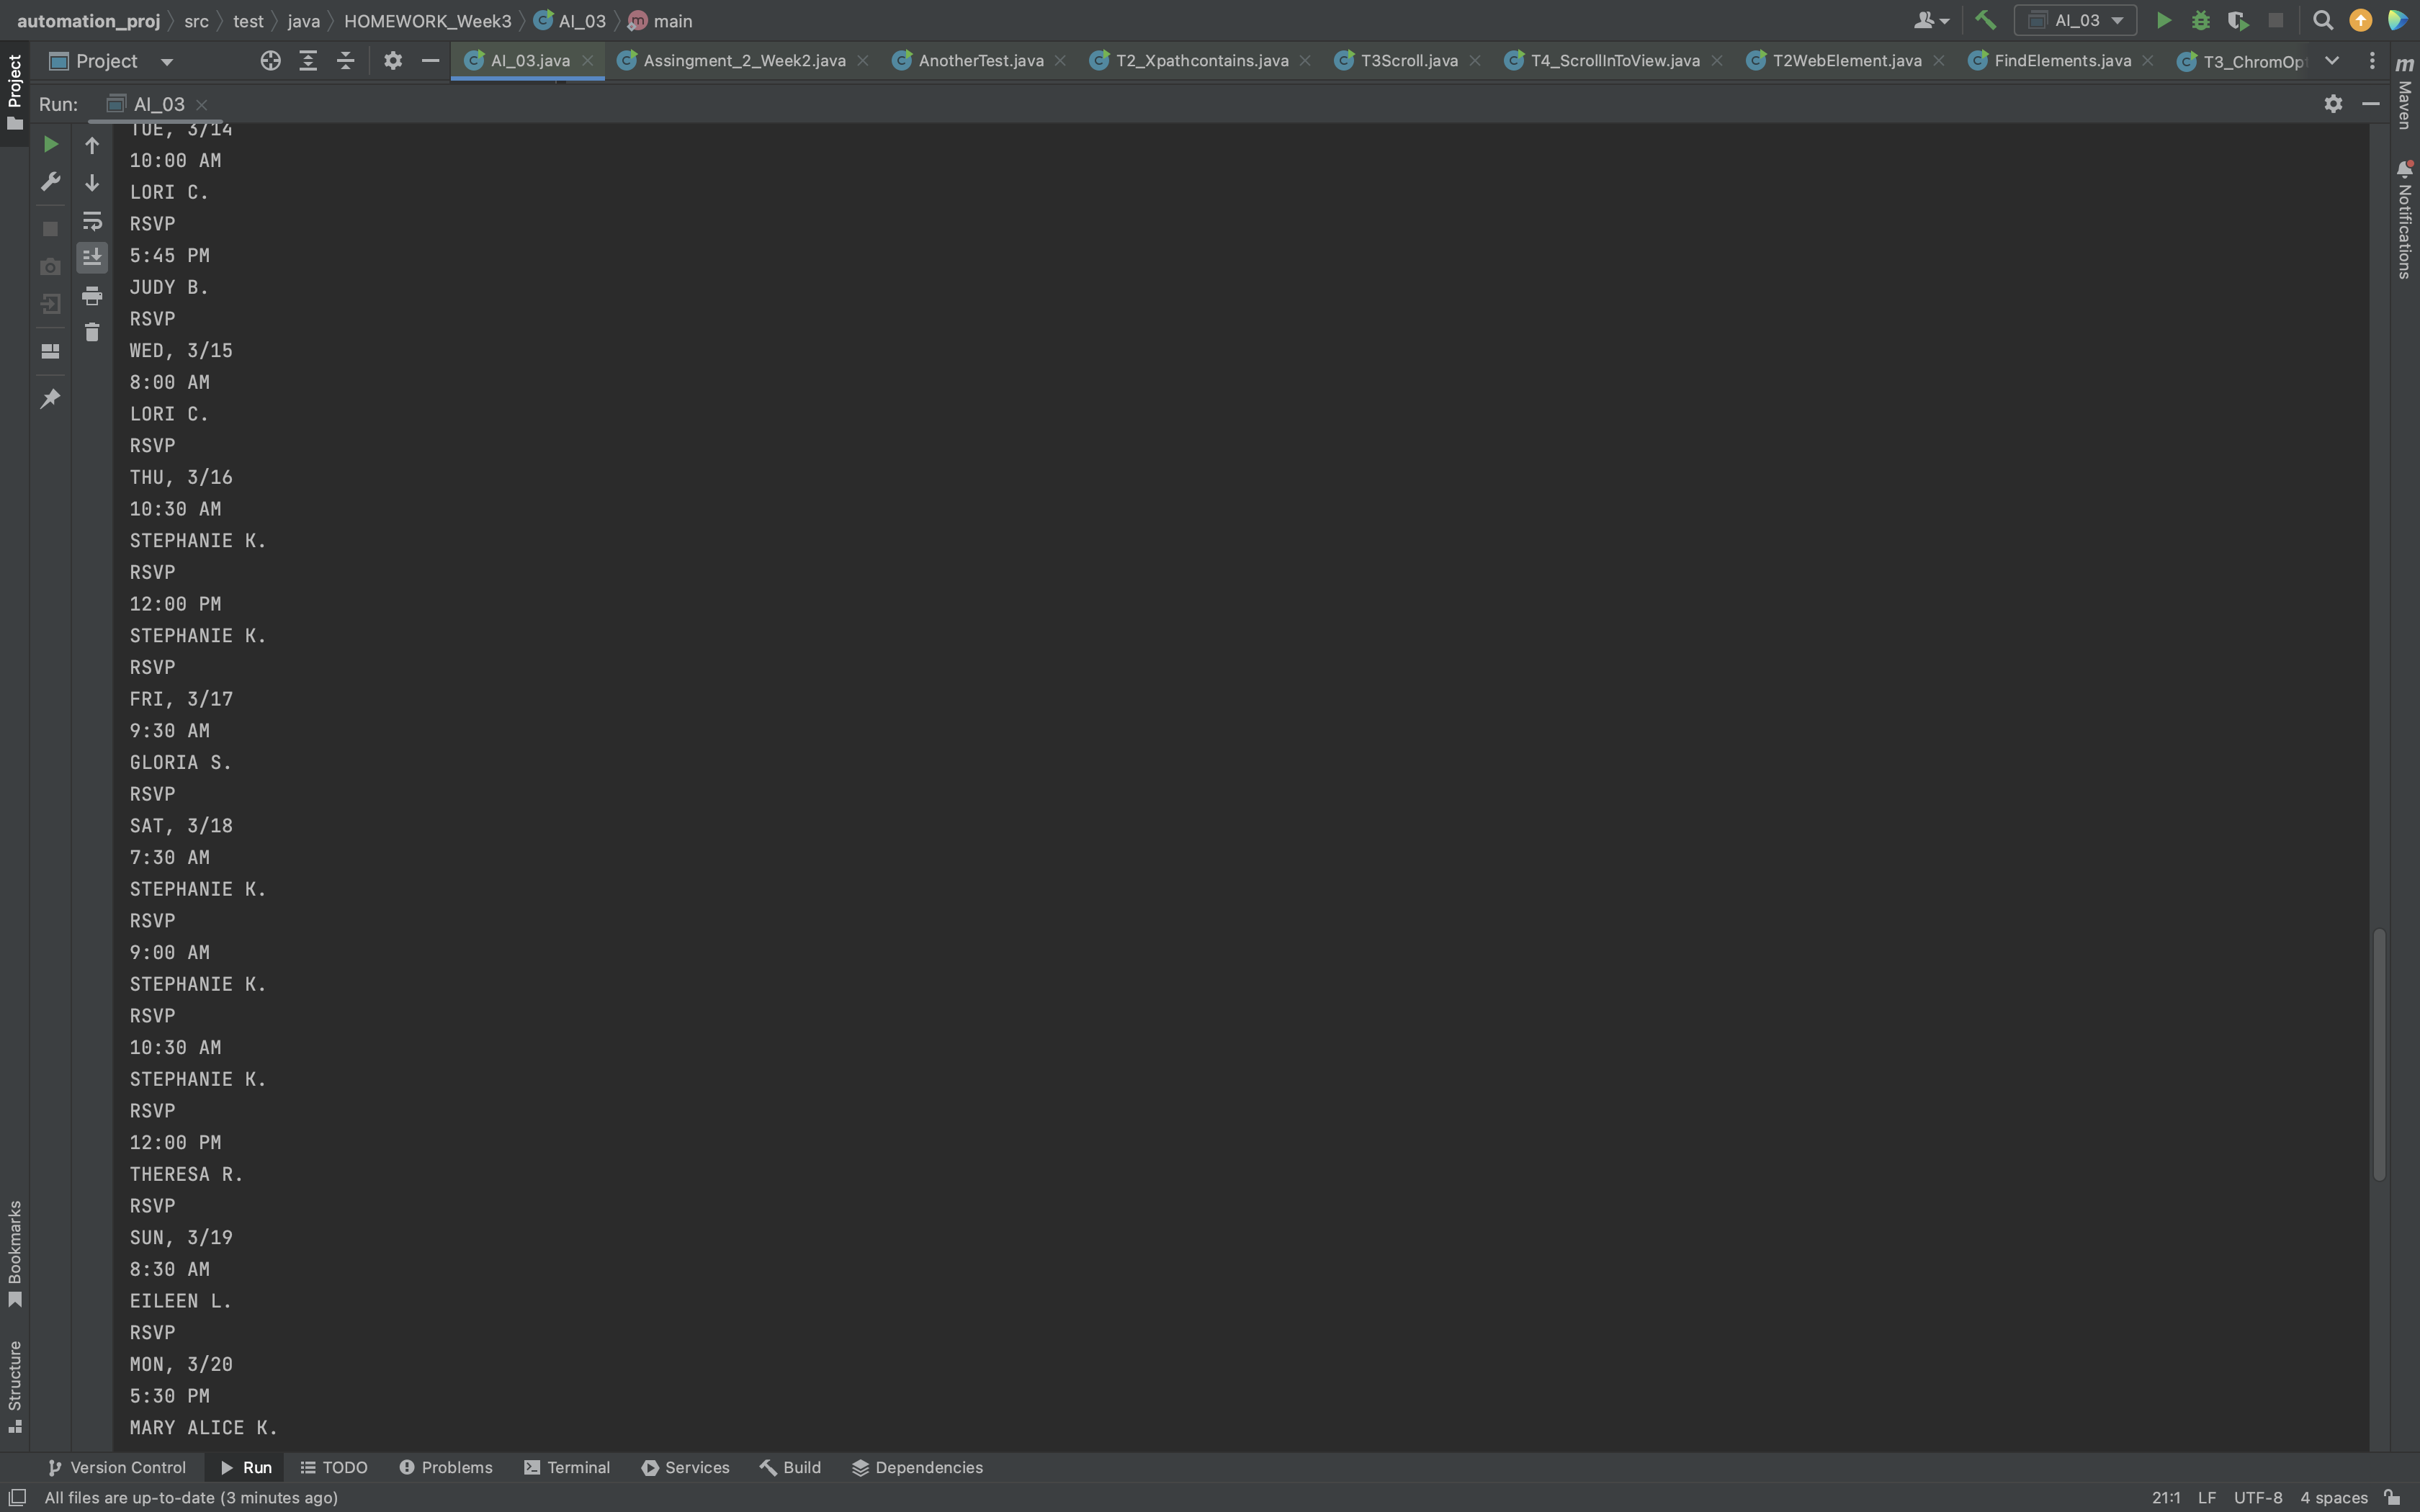 automation_proj src test java HOMEWORK_Week3 AI_03 main
AI_03
Project
AI_03.java Assingment_2_Week2.java AnotherTest.java T2_Xpathcontains.java T3Scroll.java T4_ScrollInToView.java T2WebElement.java FindElements.java T3_ChromOp
Run: AI_03
Project
Bookmarks
Structure
Maven
Notifications
TUE, 3/14
10:00 AM
LORI C.
RSVP
5:45 PM
JUDY B.
RSVP
WED, 3/15
8:00 AM
LORI C.
RSVP
THU, 3/16
10:30 AM
STEPHANIE K.
RSVP
12:00 PM
STEPHANIE K.
RSVP
FRI, 3/17
9:30 AM
GLORIA S.
RSVP
SAT, 3/18
7:30 AM
STEPHANIE K.
RSVP
9:00 AM
STEPHANIE K.
RSVP
10:30 AM
STEPHANIE K.
RSVP
12:00 PM
THERESA R.
RSVP
SUN, 3/19
8:30 AM
EILEEN L.
RSVP
MON, 3/20
5:30 PM
MARY ALICE K.
Version Control Run TODO Problems Terminal Services Build Dependencies
All files are up-to-date (3 minutes ago)
21:1 LF UTF-8 4 spaces